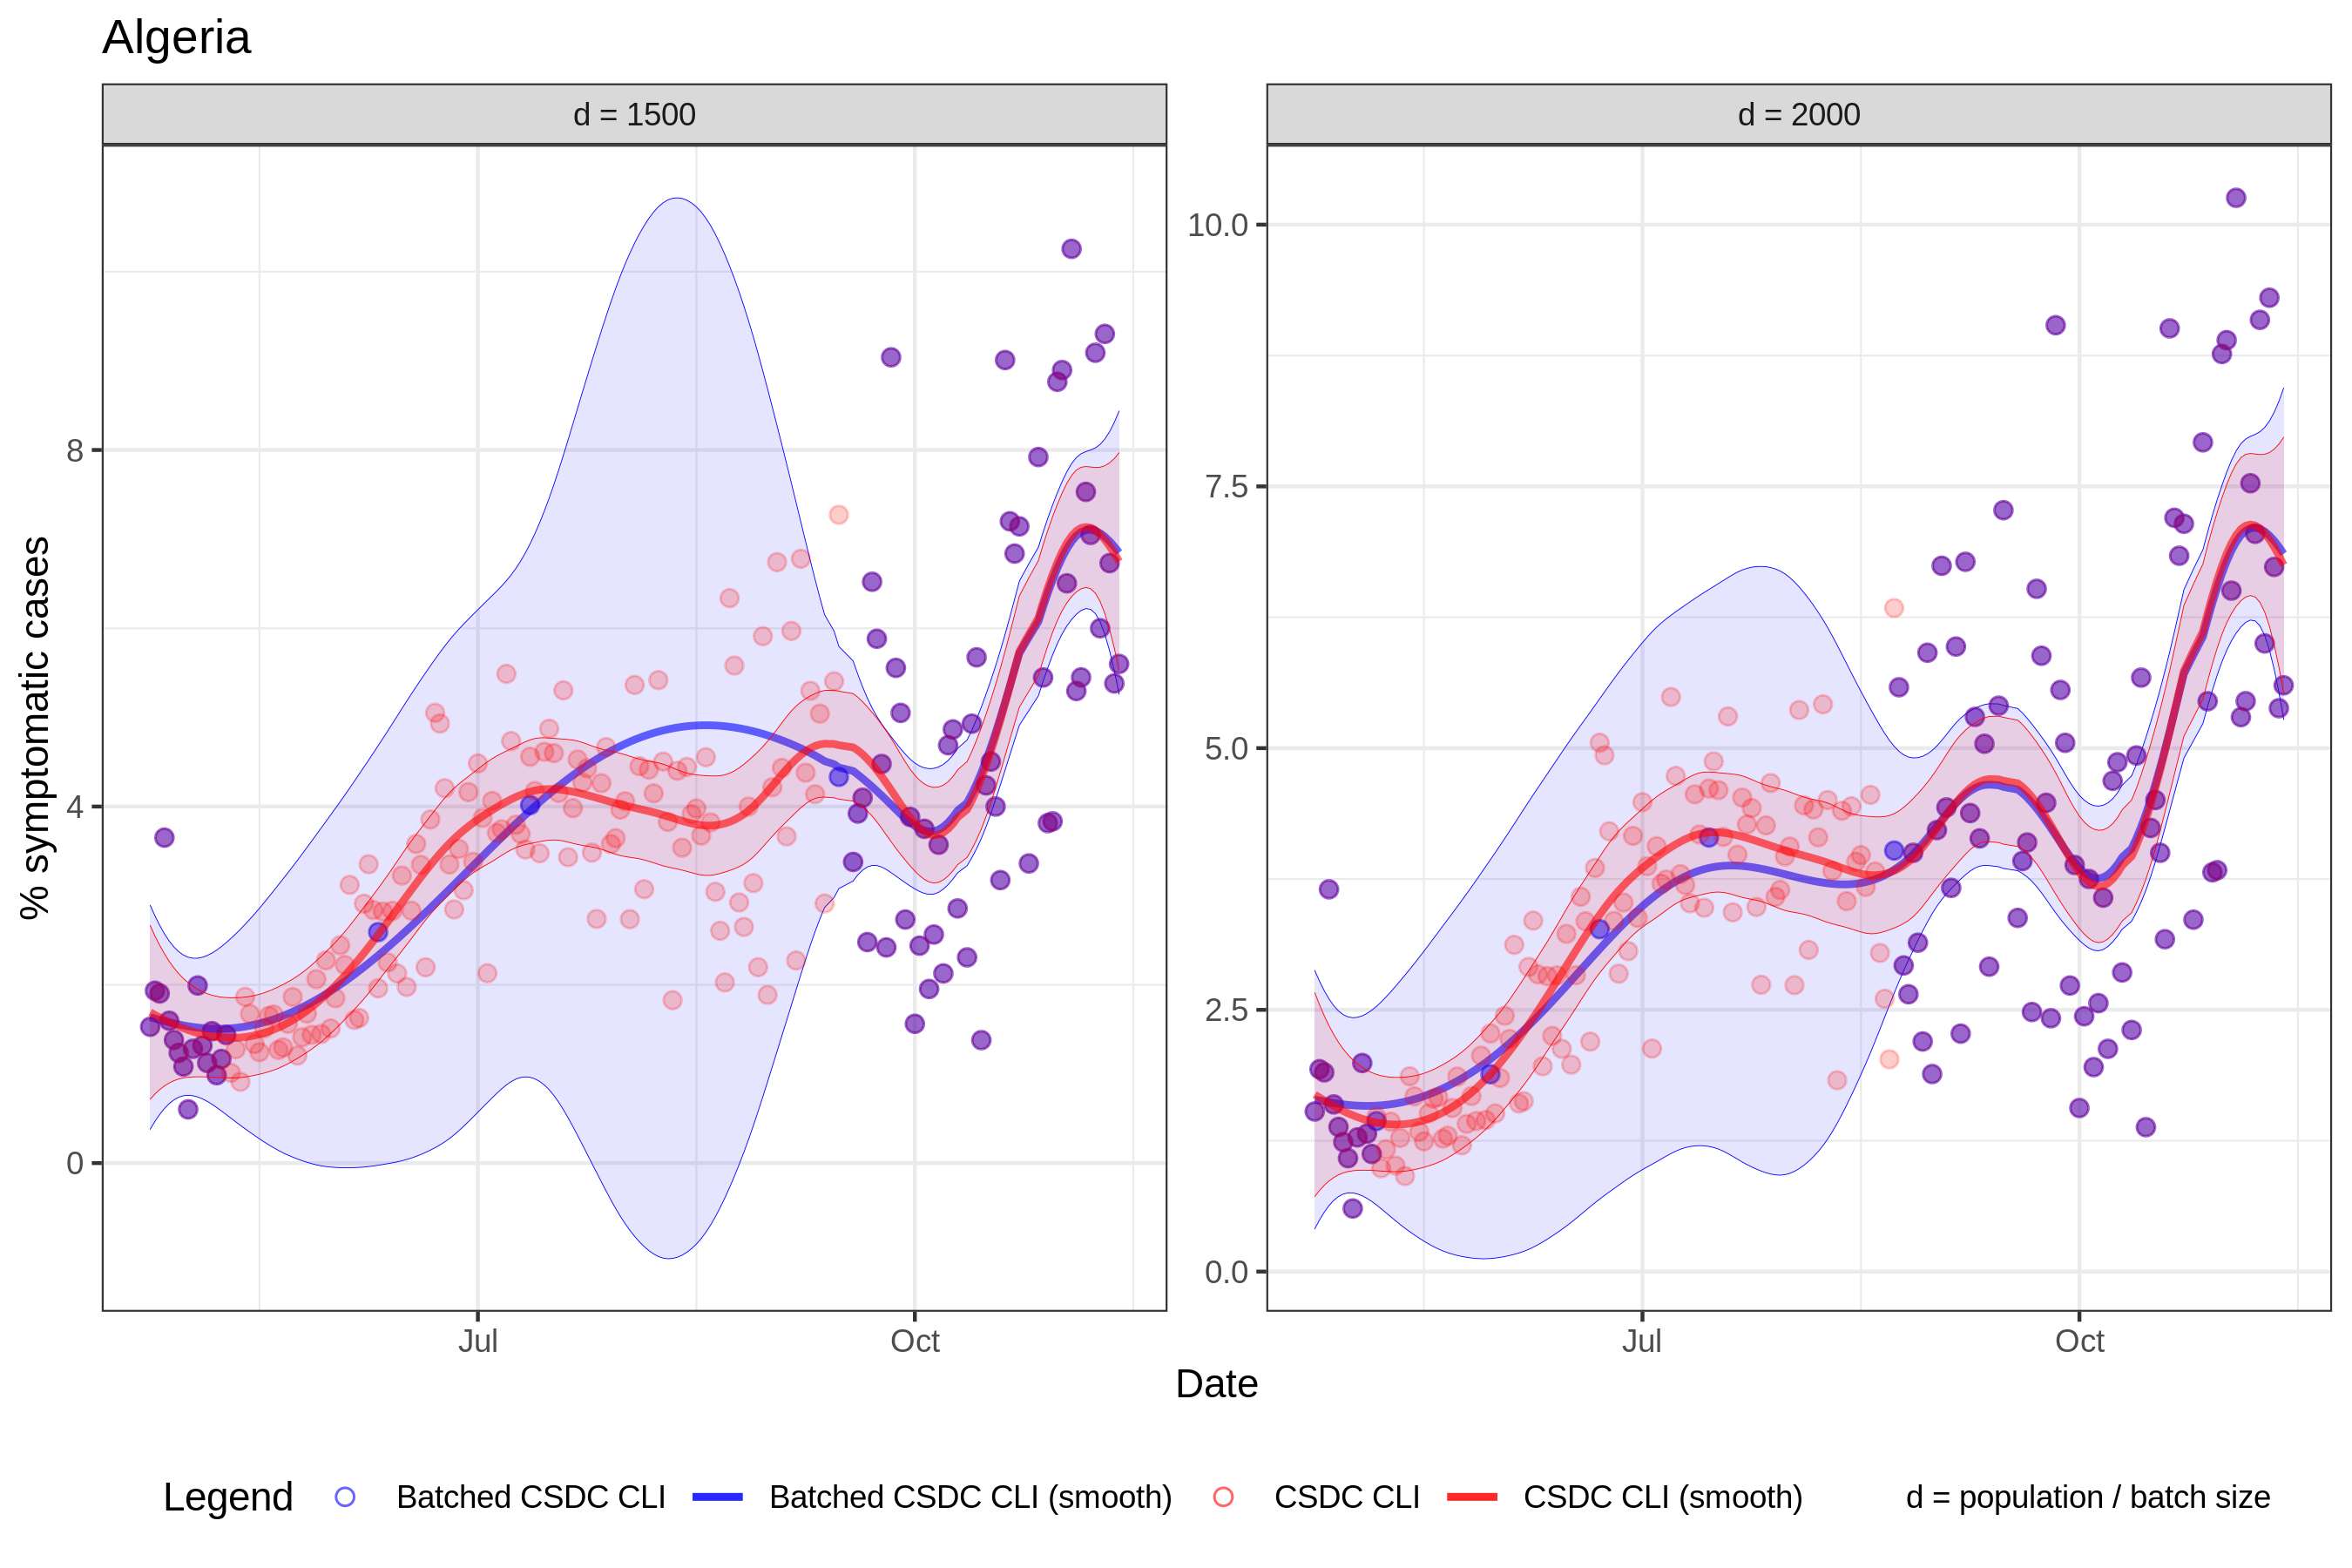 Algeria
d = 1500
d = 2000
% symptomatic cases
8
4
0
10.0
7.5
5.0
2.5
0.0
Jul
Oct
Jul
Oct
Date
Legend
Batched CSDC CLI
Batched CSDC CLI (smooth)
CSDC CLI
CSDC CLI (smooth)
d = population / batch size